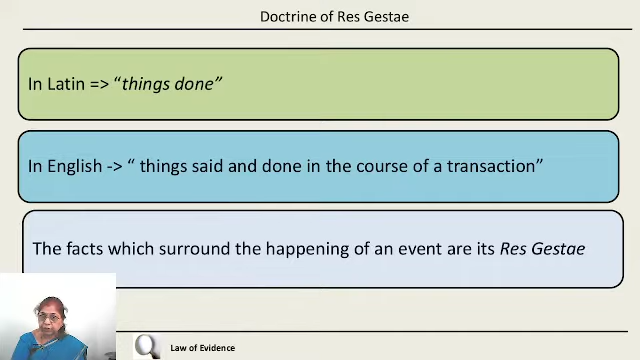 Doctrine of Res Gestae
In Latin => “things done”
In English -> “ things said and done in the course of a transaction”
The facts which surround the happening of an event are its Res Gestae
Law of Evidence